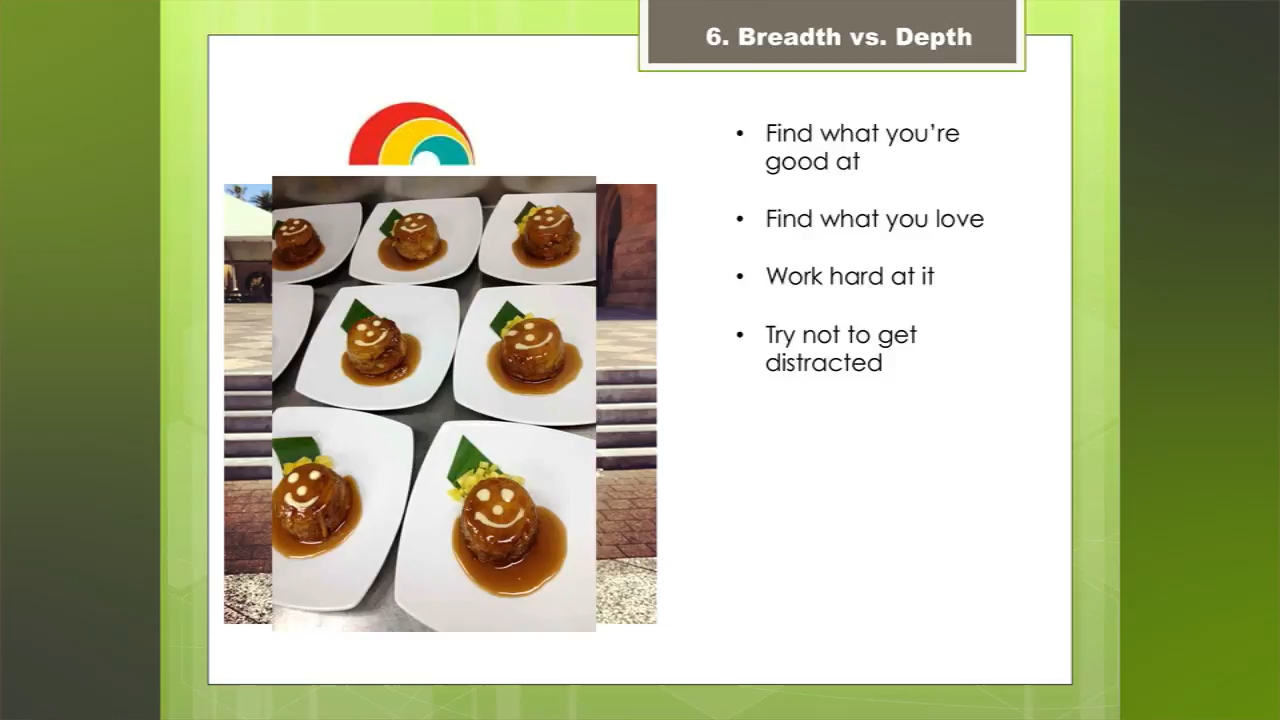 6. Breadth vs. Depth
• Find what you’re
good at
• Find what you love
• Work hard at it
• Try not to get
distracted